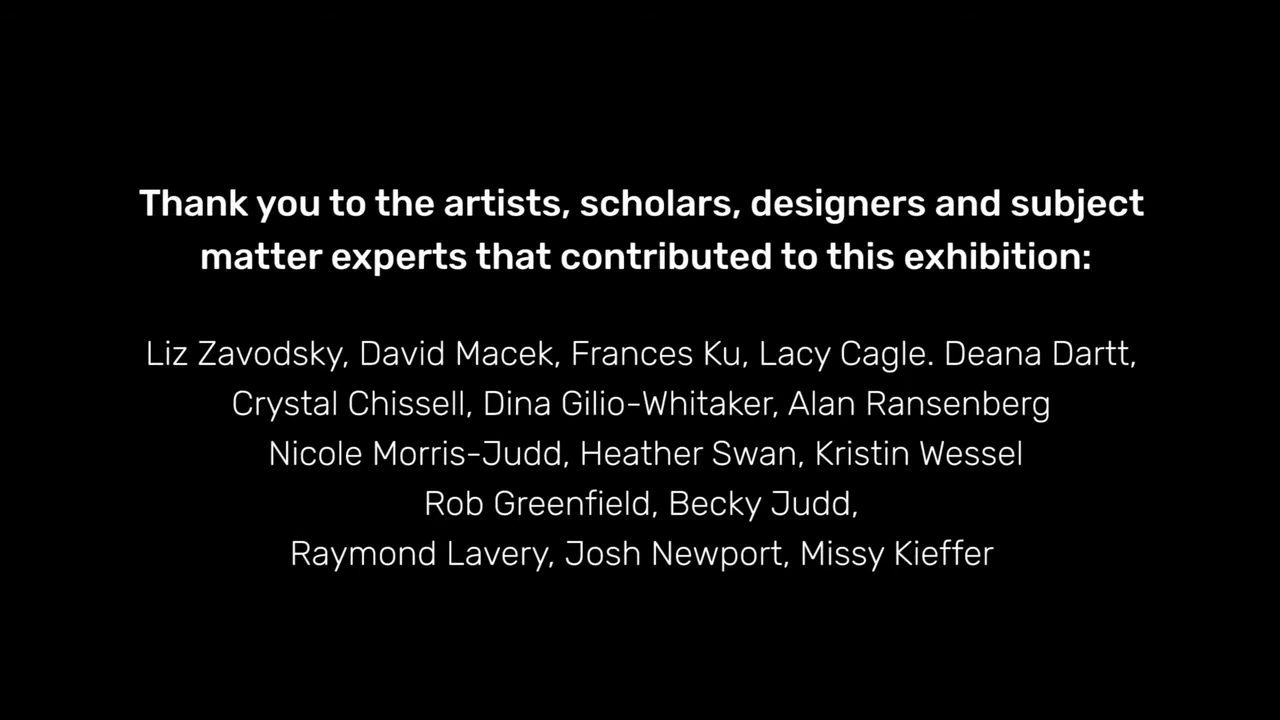 Thank you to the artists, scholars, designers and subject
matter experts that contributed to this exhibition:
Liz Zavodsky, David Macek, Frances Ku, Lacy Cagle. Deana Dartt,
Crystal Chissell, Dina Gilio-Whitaker, Alan Ransenberg
Nicole Morris-Judd, Heather Swan, Kristin Wessel
Rob Greenfield, Becky Judd,
Raymond Lavery, Josh Newport, Missy Kieffer